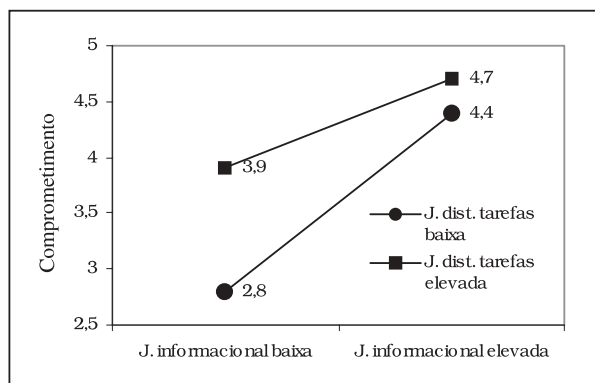 Comprometimento
5
4,5
4
3,5
3
2,5
4,7
4,4
3,9
2,8
J. dist. tarefas
baixa
J. dist. tarefas
elevada
J. informacional baixa
J. informacional elevada